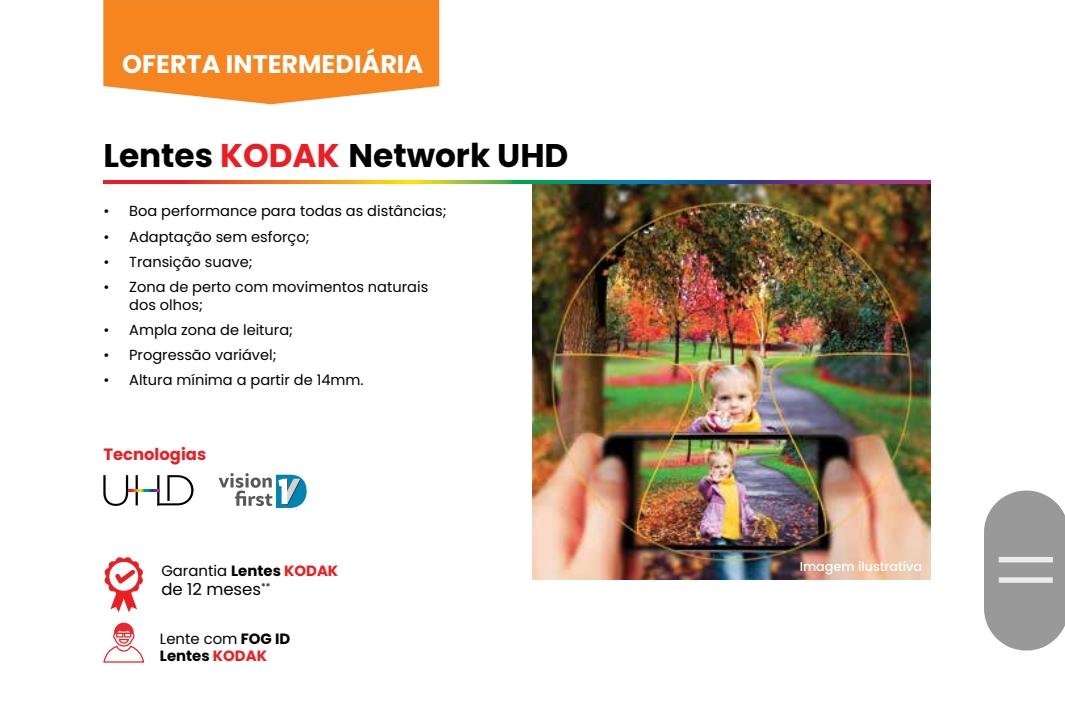 OFERTA INTERMEDIÁRIA
Lentes KODAK Network UHD
• Boa performance para todas as distâncias;
• Adaptação sem esforço;
• Transição suave;
• Zona de perto com movimentos naturais
dos olhos;
• Ampla zona de leitura;
• Progressão variável;
• Altura mínima a partir de 14mm.
Tecnologias
UHD
vision
first V
Garantia Lentes KODAK
de 12 meses**
Lente com FOG ID
Lentes KODAK
Imagem ilustrativa